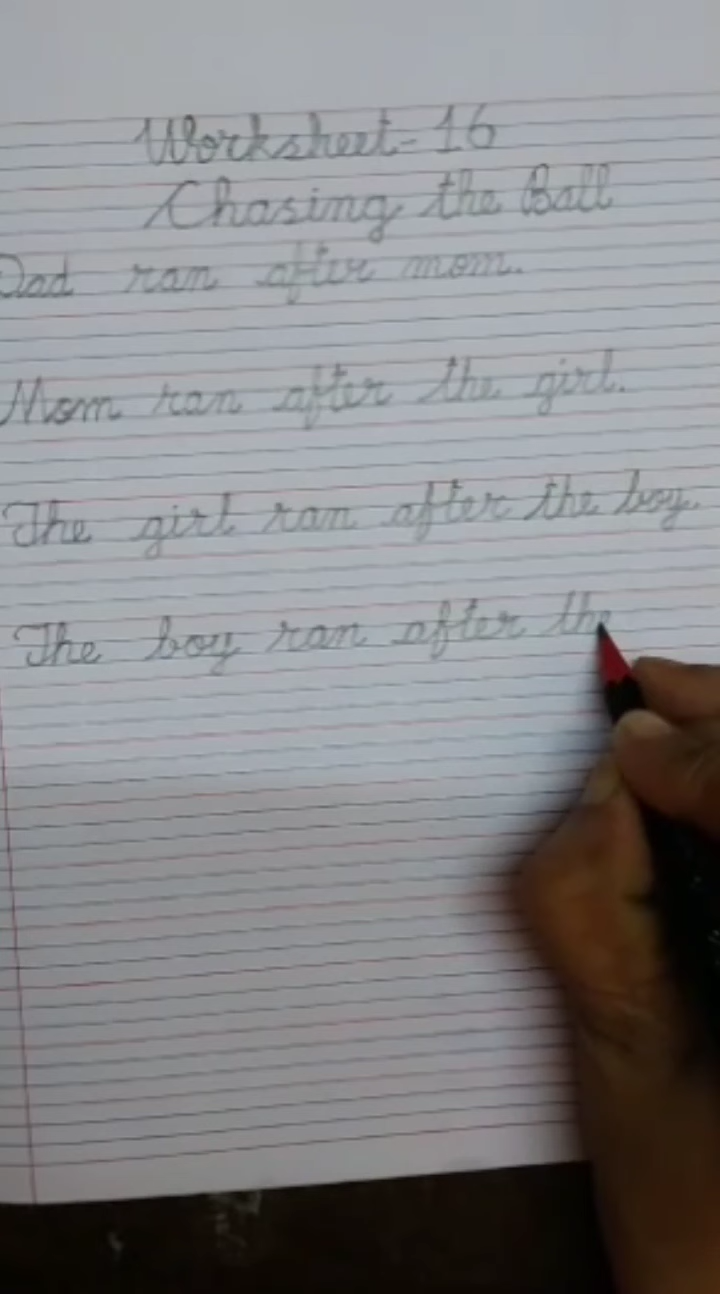 Worksheet-16
Chasing the Ball
Dad ran after mom.
Mom ran after the girl.
The girl ran after the boy.
The boy ran after the